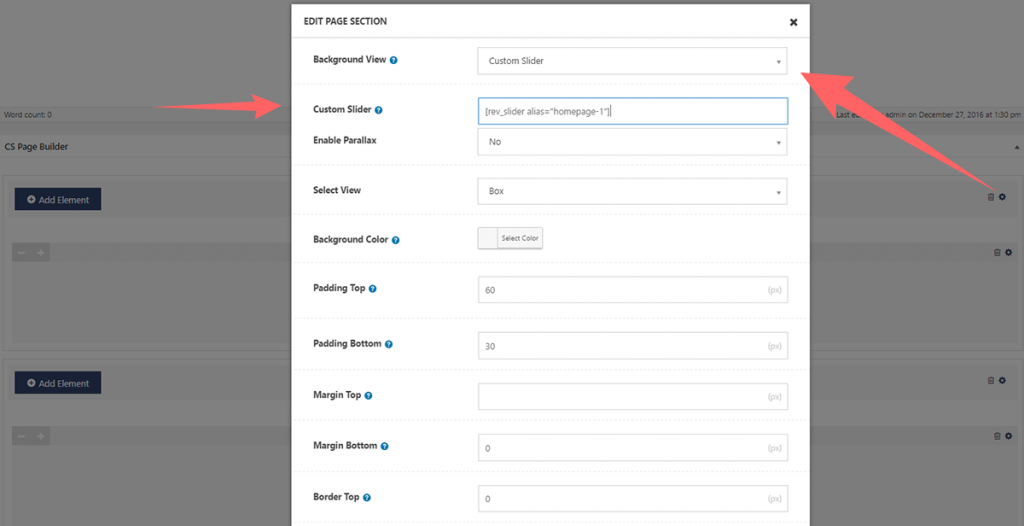 EDIT PAGE SECTION
Background View
Custom Slider
Custom Slider
[rev_slider alias="homepage-1"]
Word count: 0
Last edi admin on December 27, 2016 at 1:30 pm
Enable Parallax
No
CS Page Builder
Select View
Box
Add Element
Background Color
Select Color
Padding Top
60
(px)
Padding Bottom
30
(px)
Add Element
Margin Top
(px)
Margin Bottom
0
(px)
Border Top
0
(px)